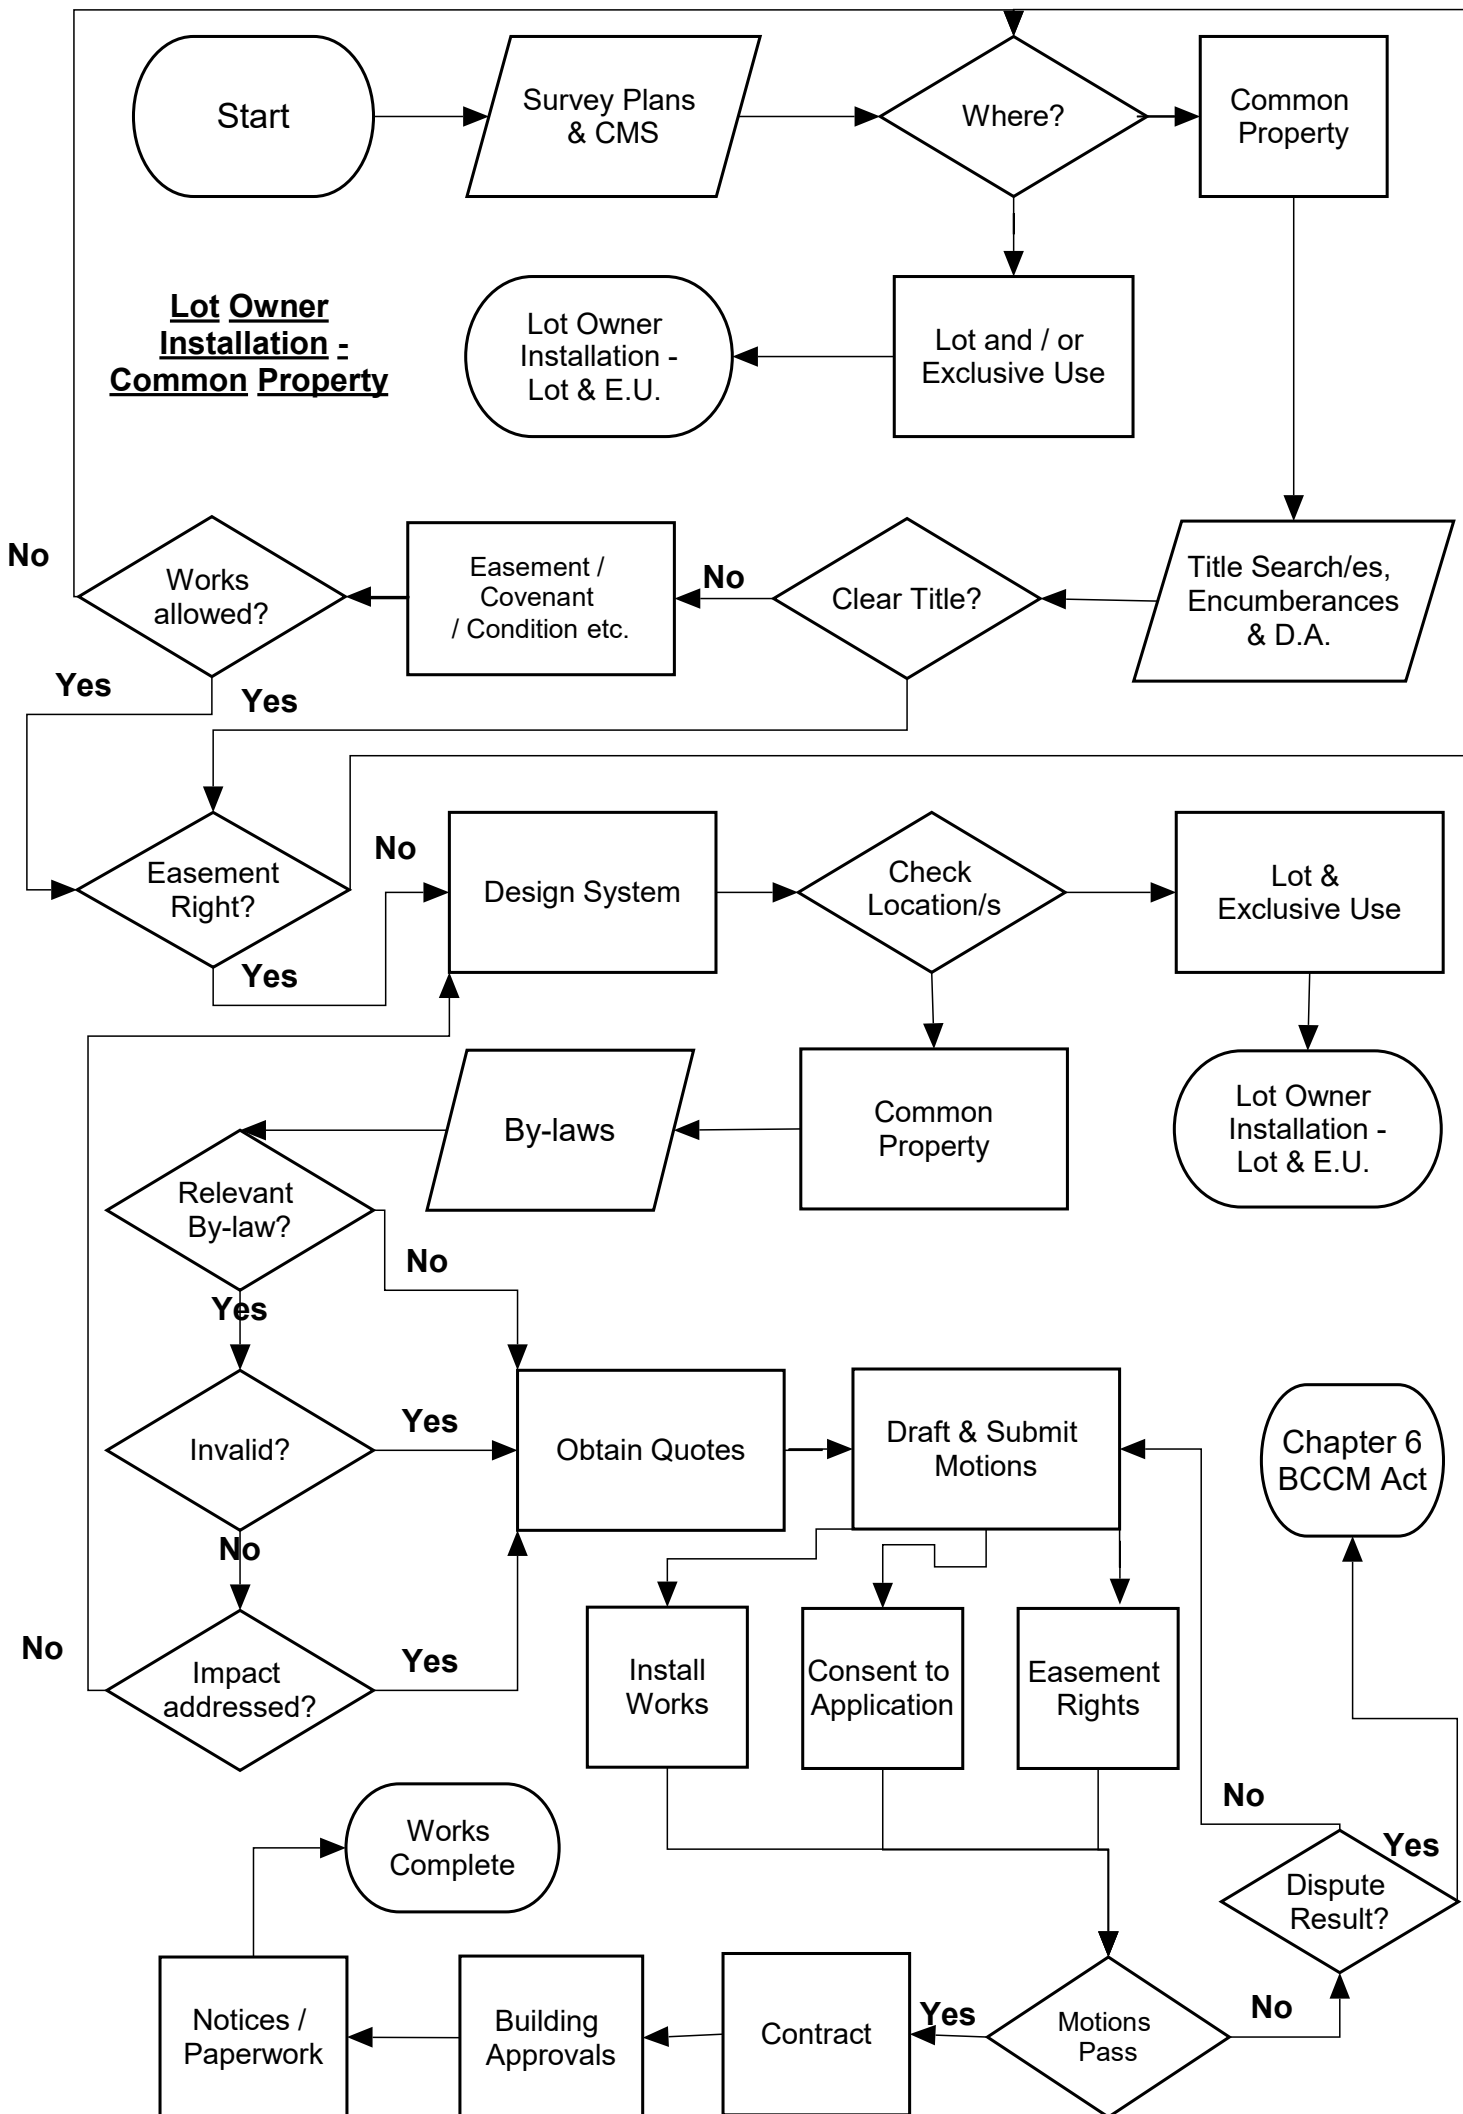 Start
Survey Plans
& CMS
Where?
Common
Property
Lot Owner
Installation -
Common Property
Lot Owner
Installation -
Lot & E.U.
Lot and / or
Exclusive Use
No
Works
allowed?
Easement /
Covenant
/ Condition etc.
No
Clear Title?
Title Search/es,
Encumberances
& D.A.
Yes
Yes
Easement
Right?
No
Yes
Design System
Check
Location/s
Lot &
Exclusive Use
By-laws
Common
Property
Lot Owner
Installation -
Lot & E.U.
Relevant
By-law?
No
Yes
Invalid?
Yes
Obtain Quotes
Draft & Submit
Motions
Chapter 6
BCCM Act
No
No
Impact
addressed?
Yes
Install
Works
Consent to
Application
Easement
Rights
No
Yes
Works
Complete
Dispute
Result?
Notices /
Paperwork
Building
Approvals
Contract
Yes
Motions
Pass
No